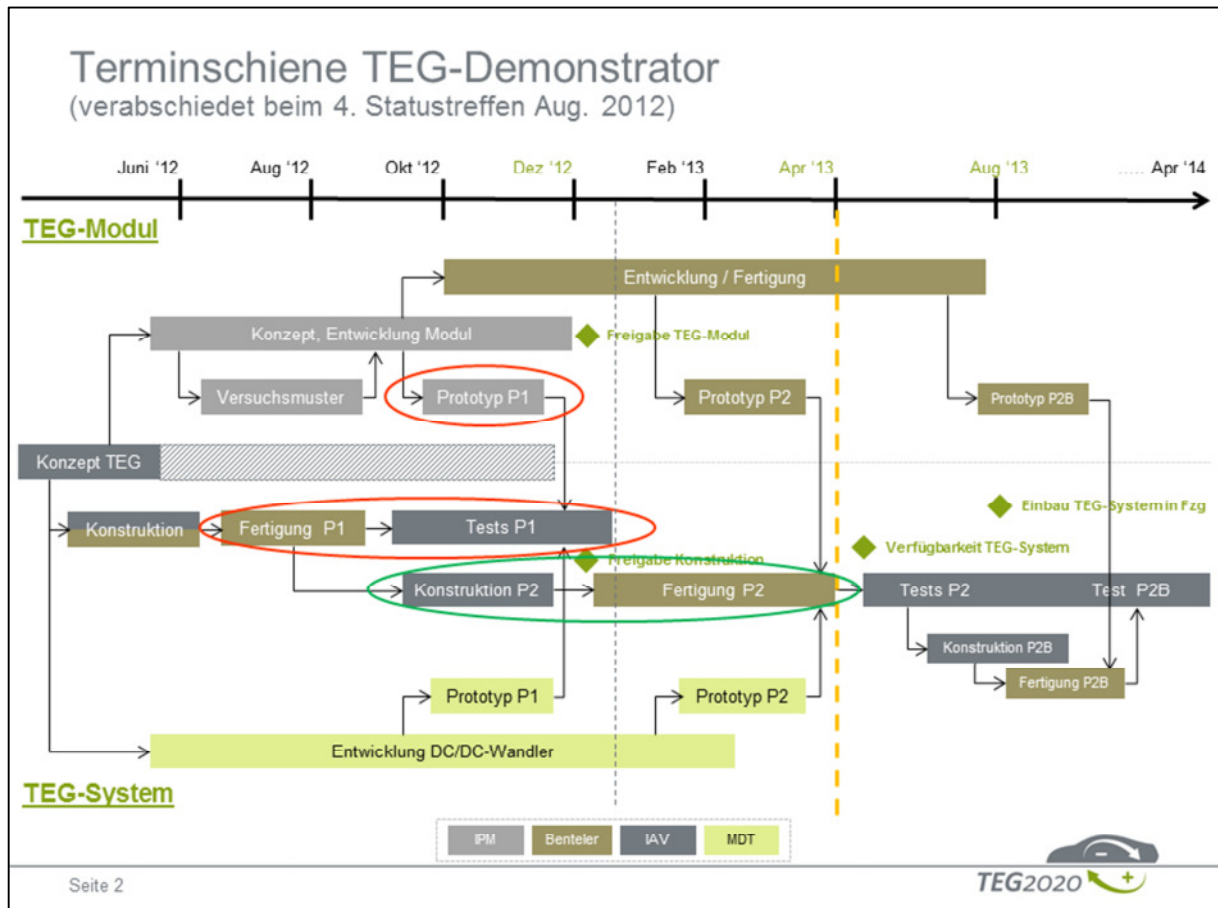 Terminschiene TEG-Demonstrator
(verabschiedet beim 4. Statustreffen Aug. 2012)
Juni '12 Aug '12 Okt '12 Dez '12 Feb '13 Apr '13 Aug '13 ..... Apr '14
TEG-Modul
Entwicklung / Fertigung
Konzept, Entwicklung Modul
Freigabe TEG-Modul
Versuchsmuster
Prototyp P1
Prototyp P2
Prototyp P2B
Konzept TEG
Einbau TEG-System in Fzg
Konstruktion
Fertigung P1
Tests P1
Verfügbarkeit TEG-System
Freigabe Konstruktion
Konstruktion P2
Fertigung P2
Tests P2
Test P2B
Konstruktion P2B
Fertigung P2B
Prototyp P1
Prototyp P2
Entwicklung DC/DC-Wandler
TEG-System
IPM Benteler IAV MDT
Seite 2
TEG2020